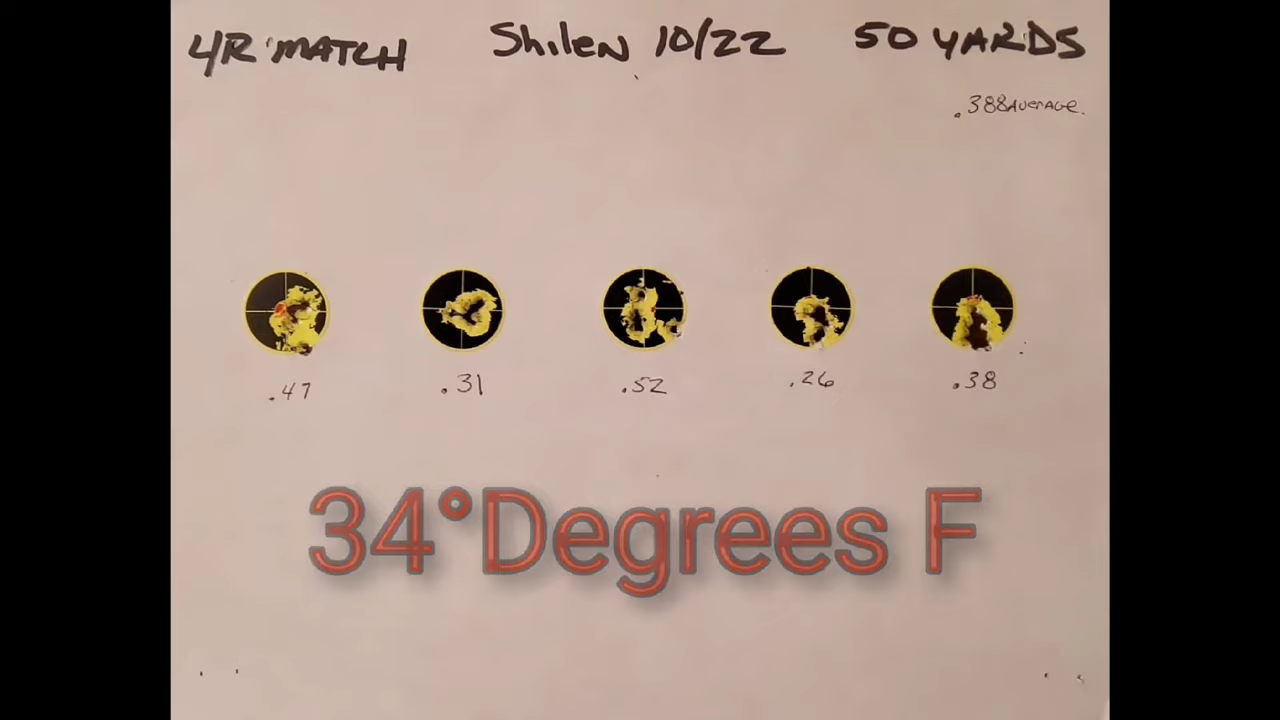 4R MATCH Shilen 10/22 50 YARDS
.388 AVERAGE.
.47 .31 .52 .26 .38
34°Degrees F